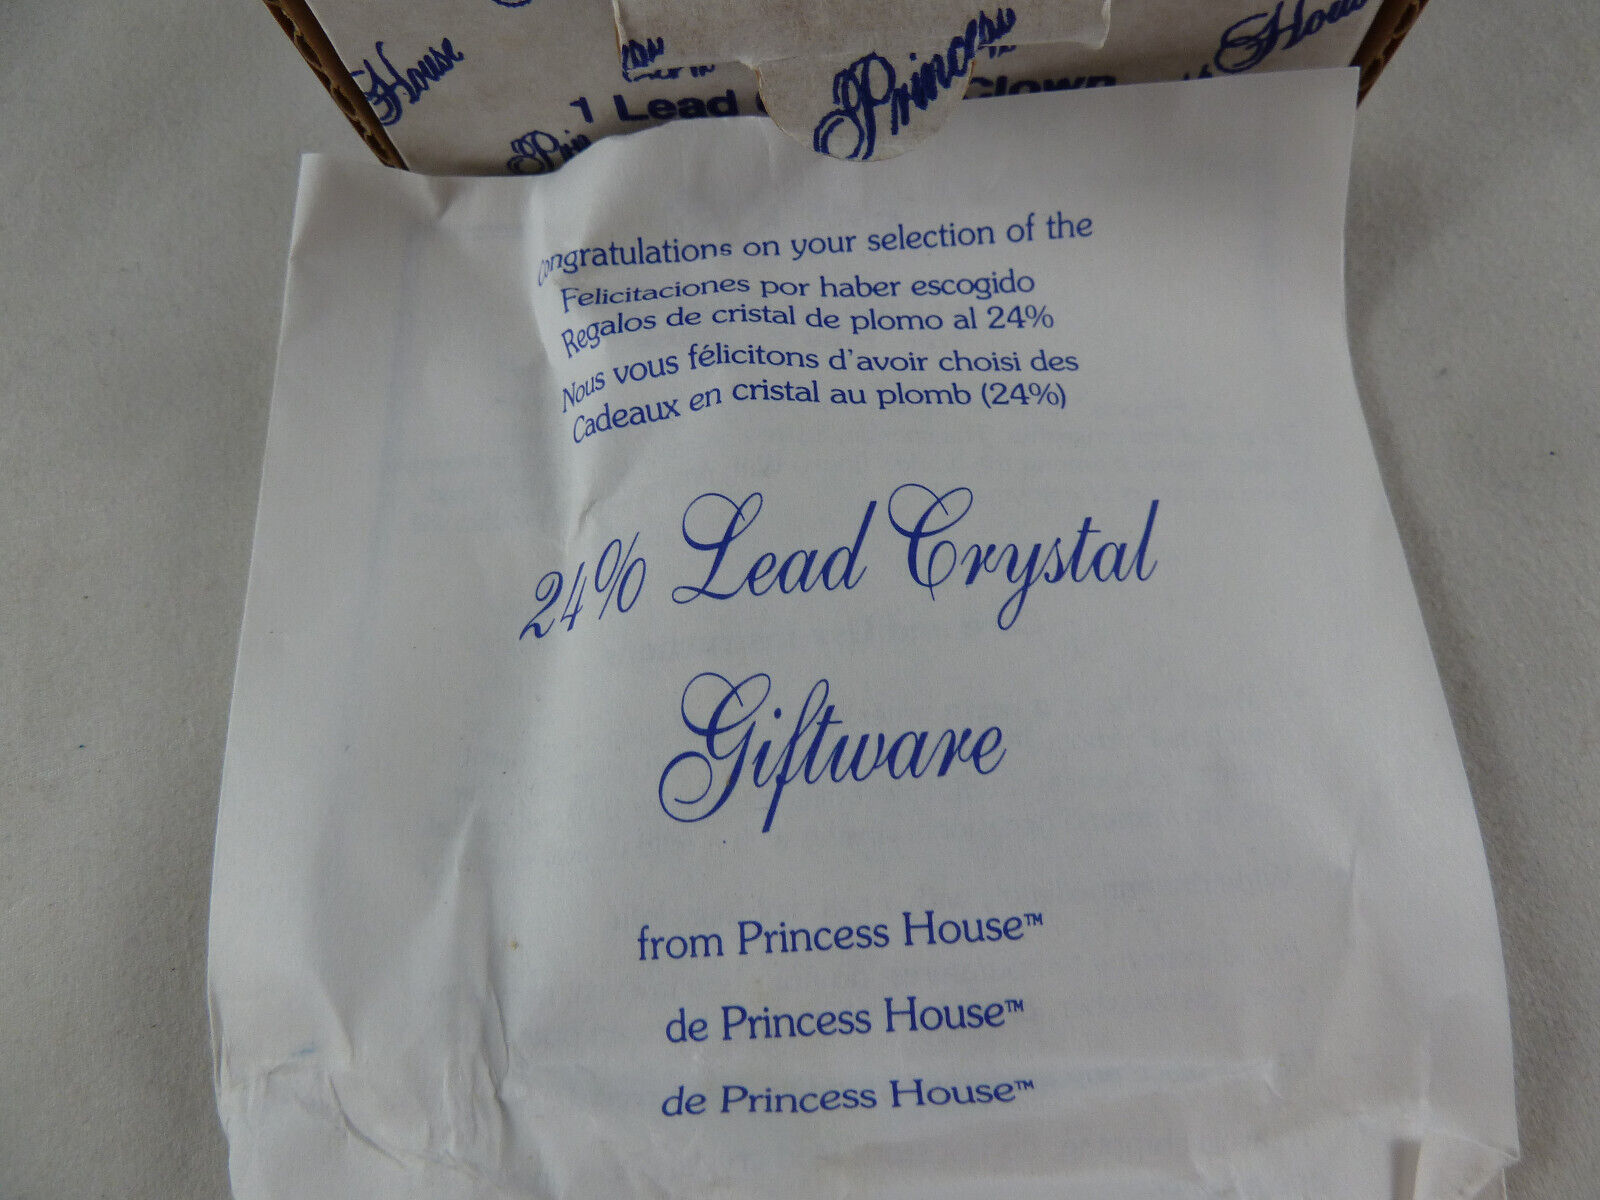 House
Princess
House
1 Lead Clown
Congratulations on your selection of the
Felicitaciones por haber escogido
Regalos de cristal de plomo al 24%
Nous vous félicitons d'avoir choisi des
Cadeaux en cristal au plomb (24%)
24% Lead Crystal
Giftware
from Princess House™
de Princess House™
de Princess House™